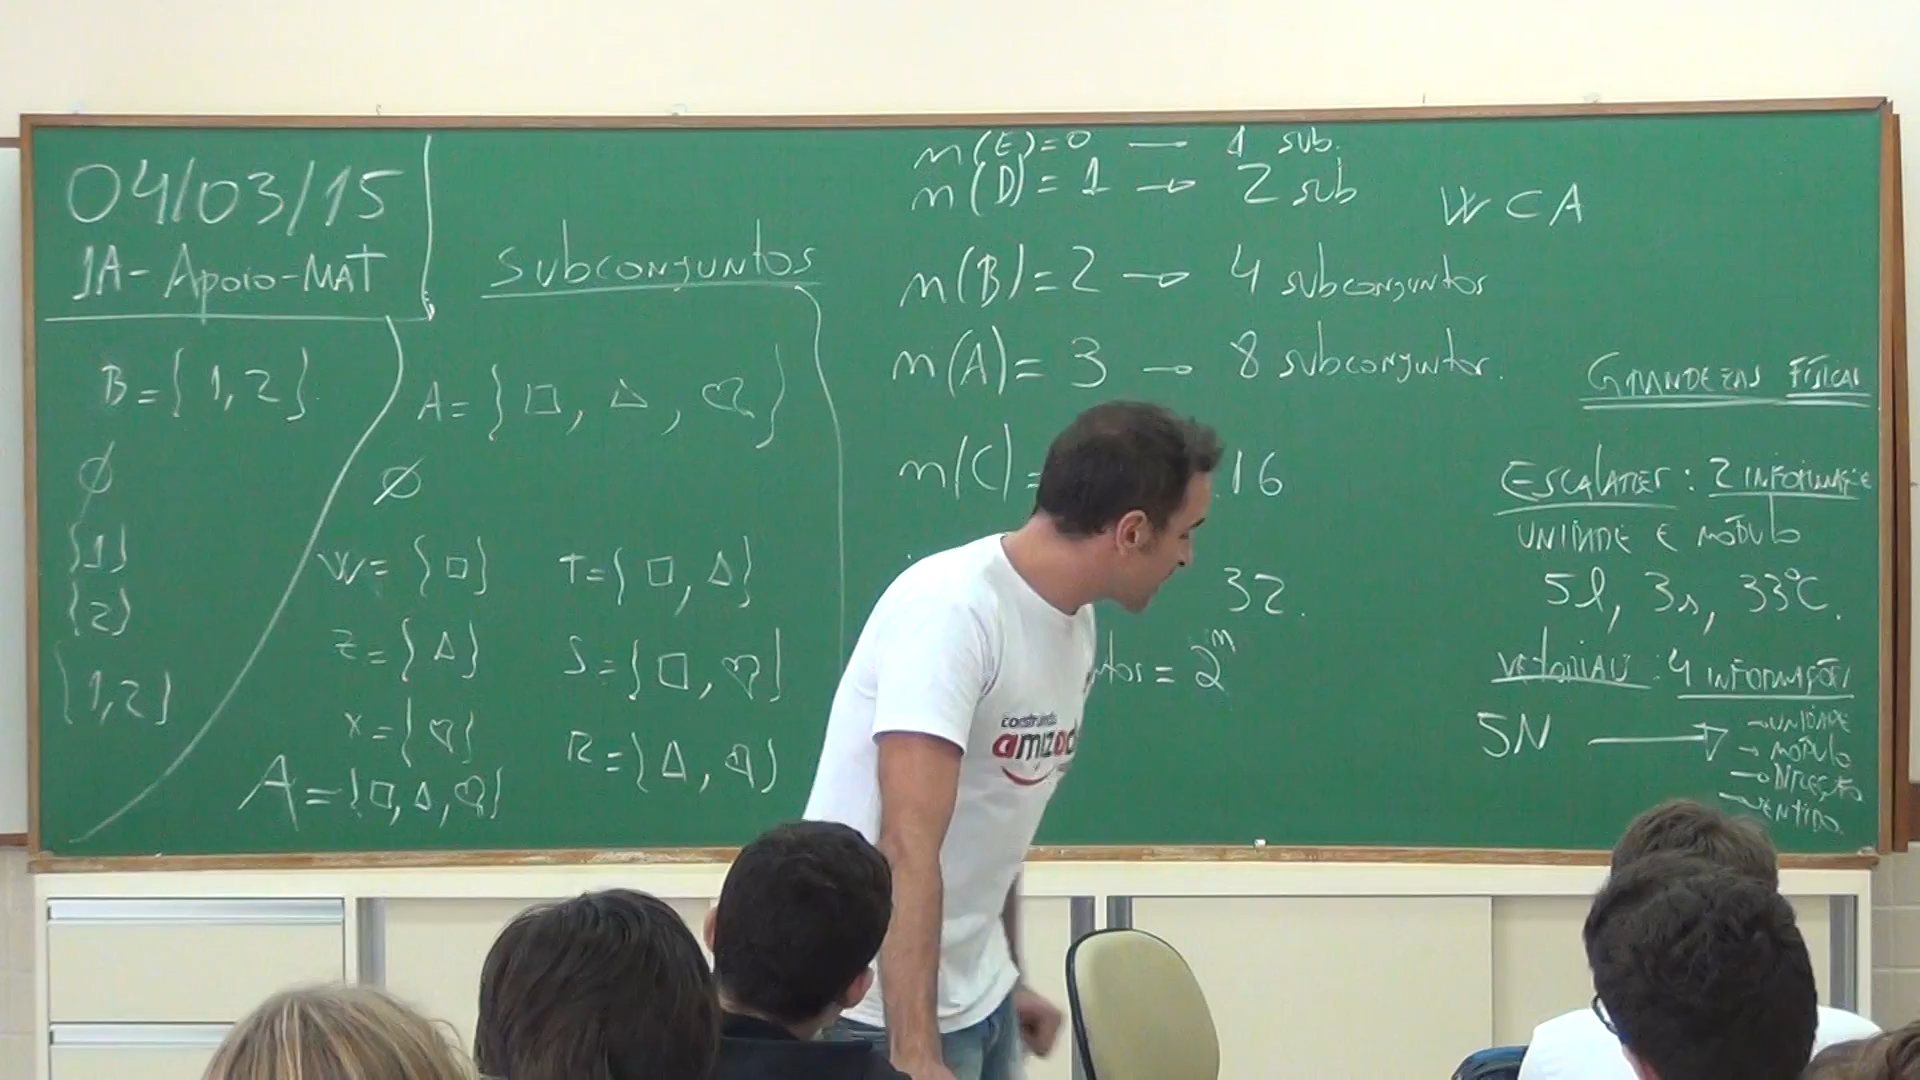 04/03/15
1A-Apoio-MAT
Subconjuntos
B={1,2}
∅
{1}
{2}
{1,2}
A={□, △, ♡}
∅
W={□}
Z={△}
X={♡}
A={□,△,♡}
T={□, △}
S={□, ♡}
R={△, ♡}
n(E)=0 → 1 sub.
n(D)=1 → 2 sub
n(B)=2 → 4 subconjuntos
n(A)=3 → 8 subconjuntos.
n(C)= 16
32.
ntos = 2ⁿ
W⊂A
GRANDEZAS FÍSICAS
ESCALARES: 2
UNIDADE E MÓDULO
5l, 3s, 33°C.
VETORIAIS: 4 INFORMAÇÕES
5N → → UNIDADE
→ MÓDULO
→ DIREÇÃO
→ SENTIDO.
construindo